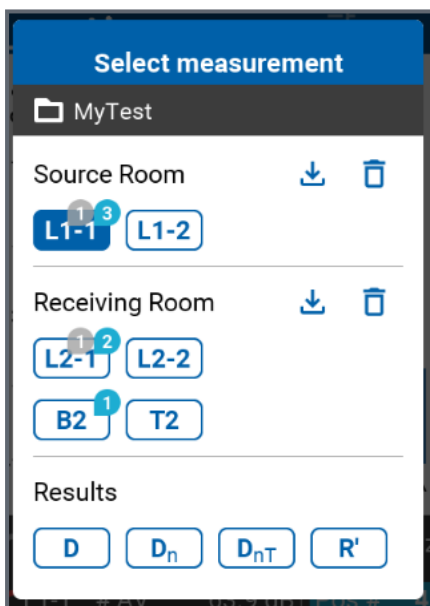 Select measurement
MyTest
Source Room
1 3
L1-1 L1-2
Receiving Room
1 2
L2-1 L2-2
1
B2 T2
Results
D Dn DnT R'